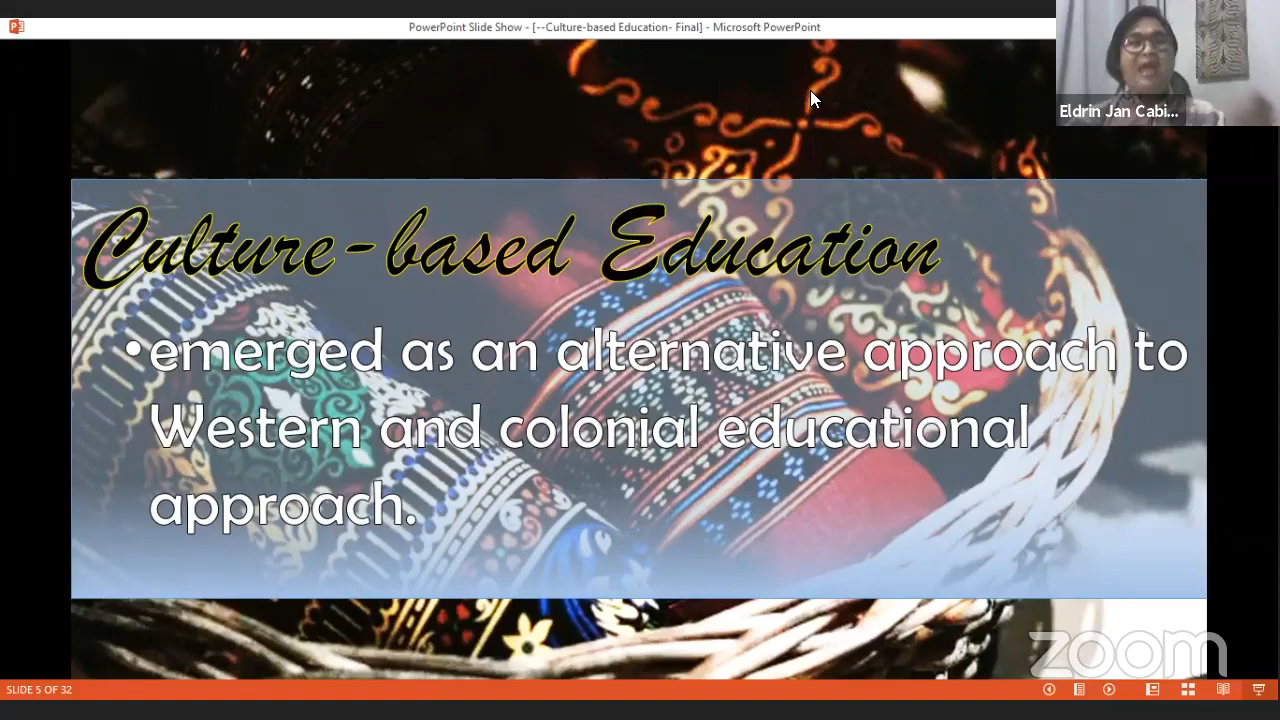 PowerPoint Slide Show - [--Culture-based Education- Final] - Microsoft PowerPoint
Eldrin Jan Cabi...
Culture-based Education
•emerged as an alternative approach to
Western and colonial educational
approach.
zoom
SLIDE 5 OF 32